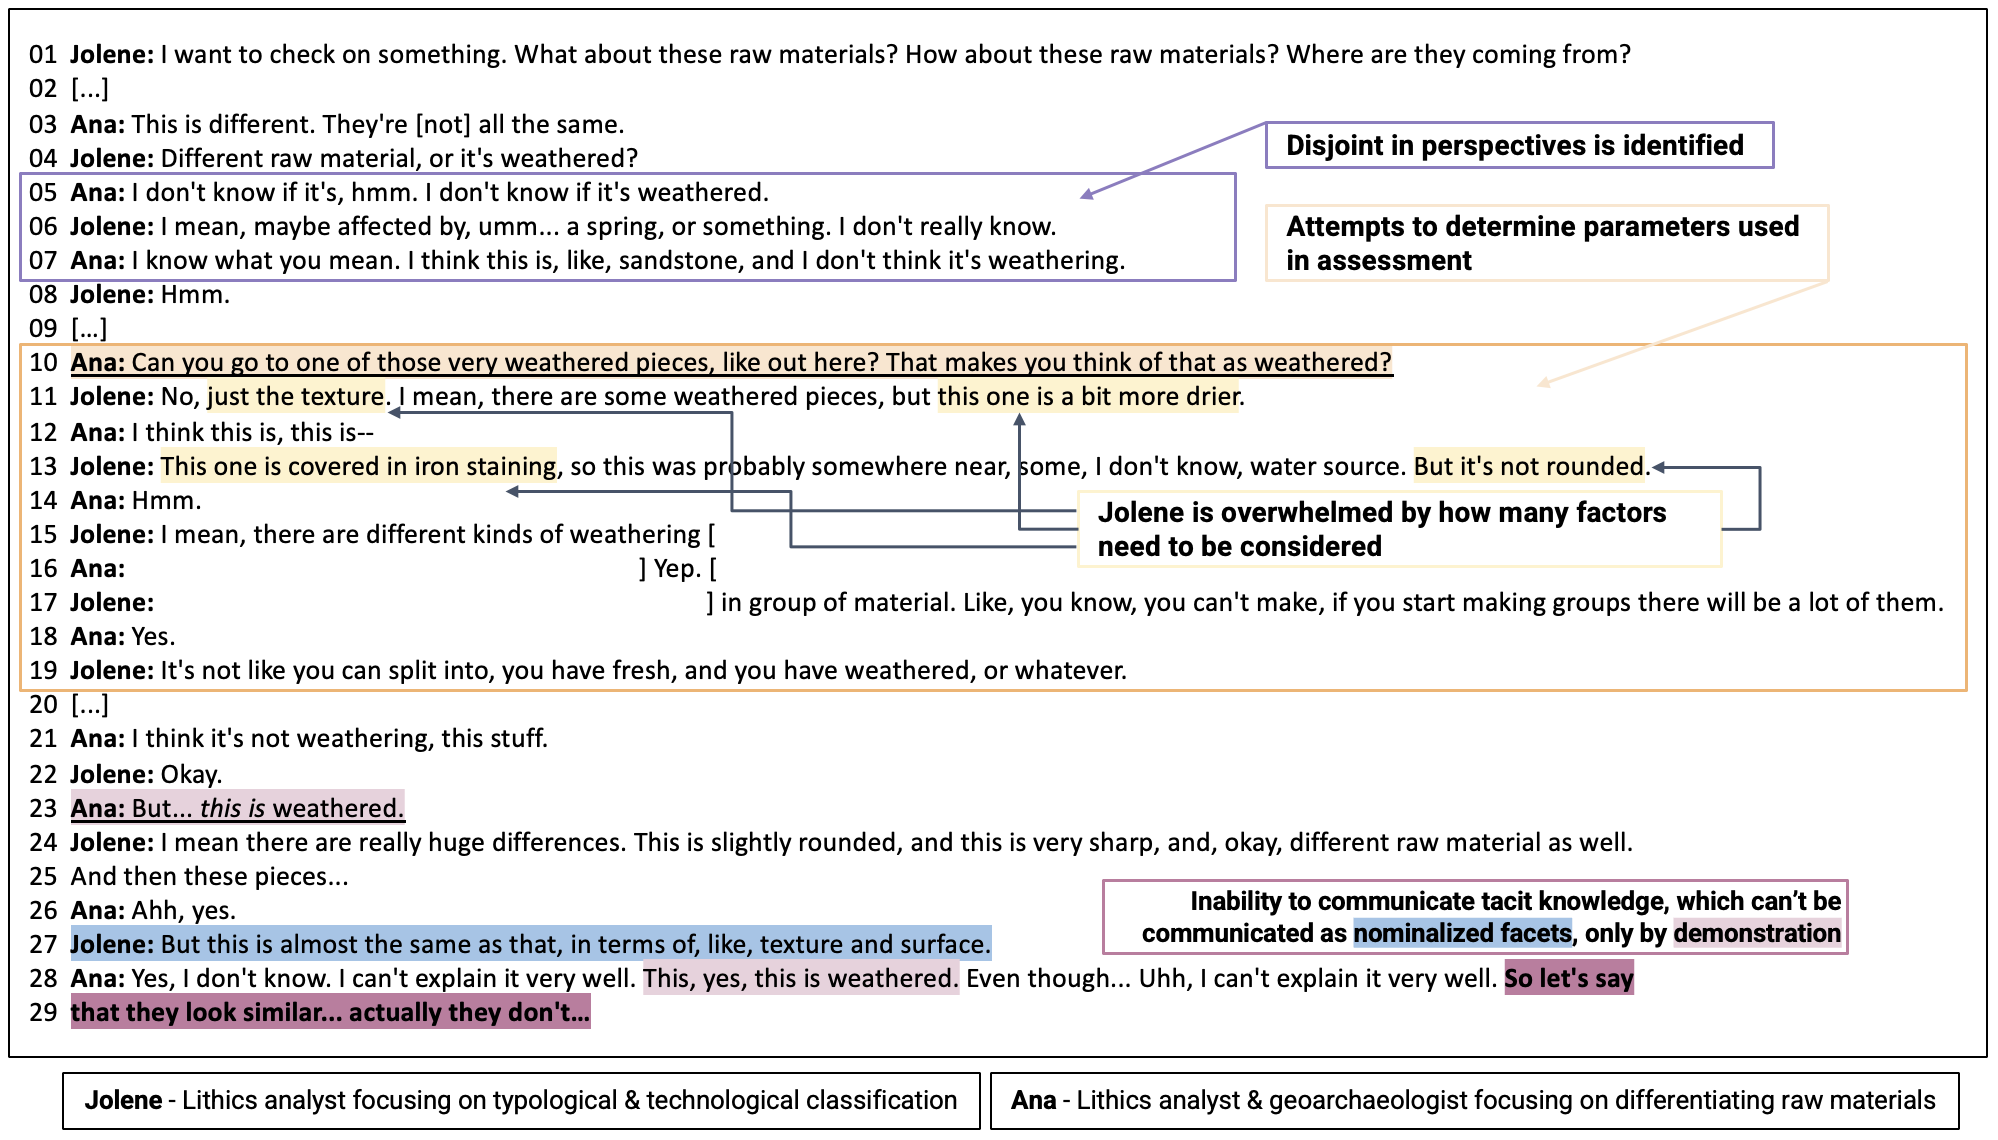 01 Jolene: I want to check on something. What about these raw materials? How about these raw materials? Where are they coming from?
02 [...]
03 Ana: This is different. They're [not] all the same.
04 Jolene: Different raw material, or it's weathered?
Disjoint in perspectives is identified
05 Ana: I don't know if it's, hmm. I don't know if it's weathered.
06 Jolene: I mean, maybe affected by, umm... a spring, or something. I don't really know.
07 Ana: I know what you mean. I think this is, like, sandstone, and I don't think it's weathering.
Attempts to determine parameters used
in assessment
08 Jolene: Hmm.
09 [...]
10 Ana: Can you go to one of those very weathered pieces, like out here? That makes you think of that as weathered?
11 Jolene: No, just the texture. I mean, there are some weathered pieces, but this one is a bit more drier.
12 Ana: I think this is, this is--
13 Jolene: This one is covered in iron staining, so this was probably somewhere near, some, I don't know, water source. But it's not rounded.
14 Ana: Hmm.
15 Jolene: I mean, there are different kinds of weathering [
Jolene is overwhelmed by how many factors
need to be considered
16 Ana: ] Yep. [
17 Jolene: ] in group of material. Like, you know, you can't make, if you start making groups there will be a lot of them.
18 Ana: Yes.
19 Jolene: It's not like you can split into, you have fresh, and you have weathered, or whatever.
20 [...]
21 Ana: I think it's not weathering, this stuff.
22 Jolene: Okay.
23 Ana: But... this is weathered.
24 Jolene: I mean there are really huge differences. This is slightly rounded, and this is very sharp, and, okay, different raw material as well.
25 And then these pieces...
26 Ana: Ahh, yes.
Inability to communicate tacit knowledge, which can’t be
communicated as nominalized facets, only by demonstration
27 Jolene: But this is almost the same as that, in terms of, like, texture and surface.
28 Ana: Yes, I don't know. I can't explain it very well. This, yes, this is weathered. Even though... Uhh, I can't explain it very well. So let's say
29 that they look similar... actually they don't...
Jolene - Lithics analyst focusing on typological & technological classification
Ana - Lithics analyst & geoarchaeologist focusing on differentiating raw materials